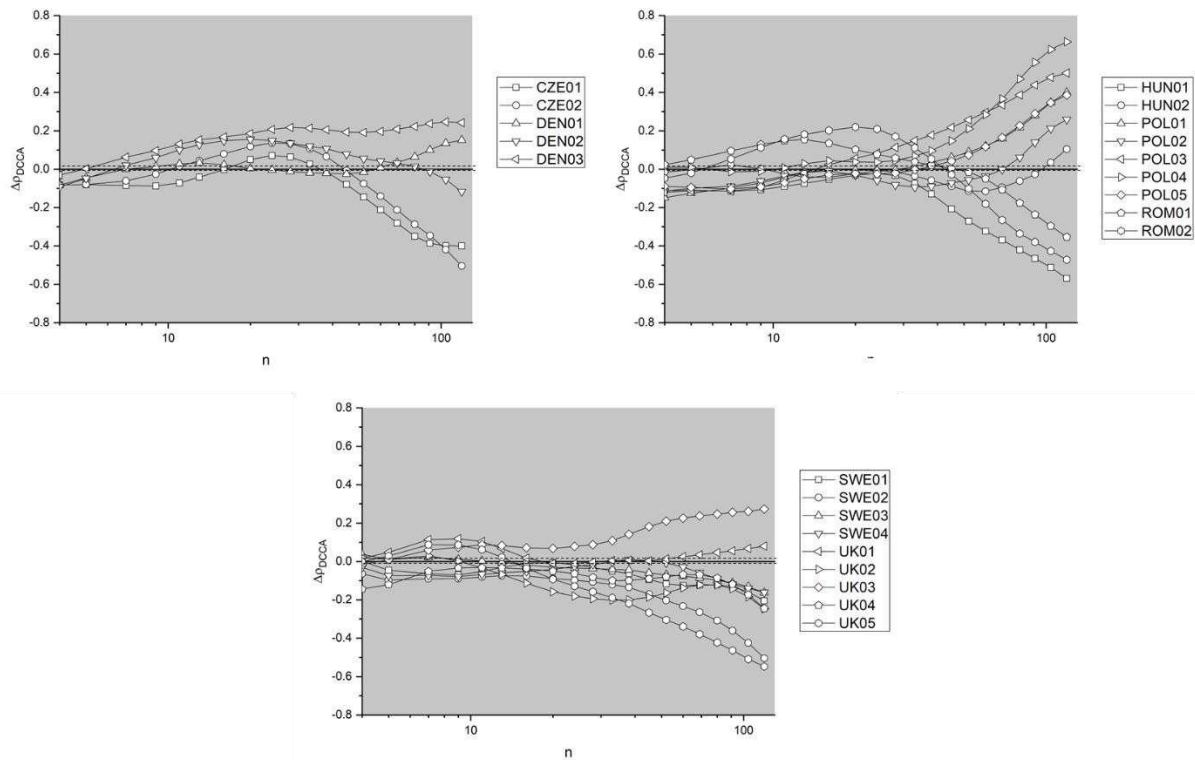 0.8
0.6
0.4
0.2
0.0
-0.2
-0.4
-0.6
-0.8
ΔρDCCA
10
100
n
CZE01
CZE02
DEN01
DEN02
DEN03
0.8
0.6
0.4
0.2
0.0
-0.2
-0.4
-0.6
-0.8
ΔρDCCA
10
100
HUN01
HUN02
POL01
POL02
POL03
POL04
POL05
ROM01
ROM02
0.8
0.6
0.4
0.2
0.0
-0.2
-0.4
-0.6
-0.8
ΔρDCCA
10
100
n
SWE01
SWE02
SWE03
SWE04
UK01
UK02
UK03
UK04
UK05